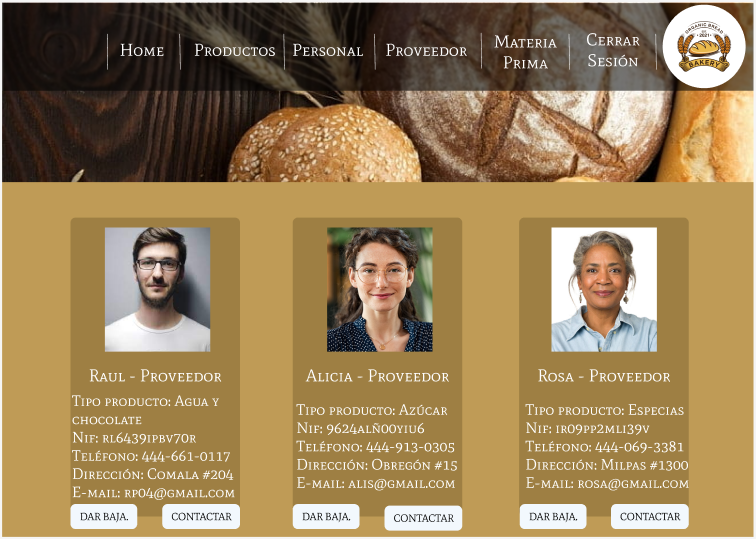 Home
Productos
Personal
Proveedor
Materia
Prima
Cerrar
Sesión
ORGANIC BREAD
2021
BAKERY
Raul - Proveedor
Tipo producto: Agua y
chocolate
Nif: rl6439ipbv70r
Teléfono: 444-661-0117
Dirección: Comala #204
E-mail: rp04@gmail.com
DAR BAJA.
CONTACTAR
Alicia - Proveedor
Tipo producto: Azúcar
Nif: 9624alñ00yiu6
Teléfono: 444-913-0305
Dirección: Obregón #15
E-mail: alis@gmail.com
DAR BAJA.
CONTACTAR
Rosa - Proveedor
Tipo producto: Especias
Nif: ir09pp2mli39v
Teléfono: 444-069-3381
Dirección: Milpas #1300
E-mail: rosa@gmail.com
DAR BAJA.
CONTACTAR